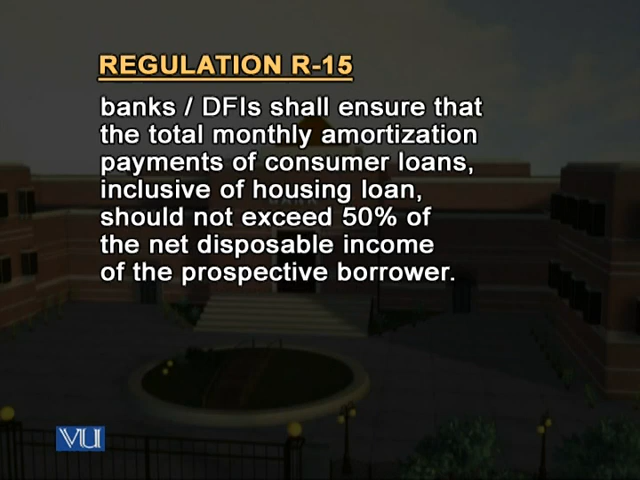 REGULATION R-15
banks / DFIs shall ensure that
the total monthly amortization
payments of consumer loans,
inclusive of housing loan,
should not exceed 50% of
the net disposable income
of the prospective borrower.
VU